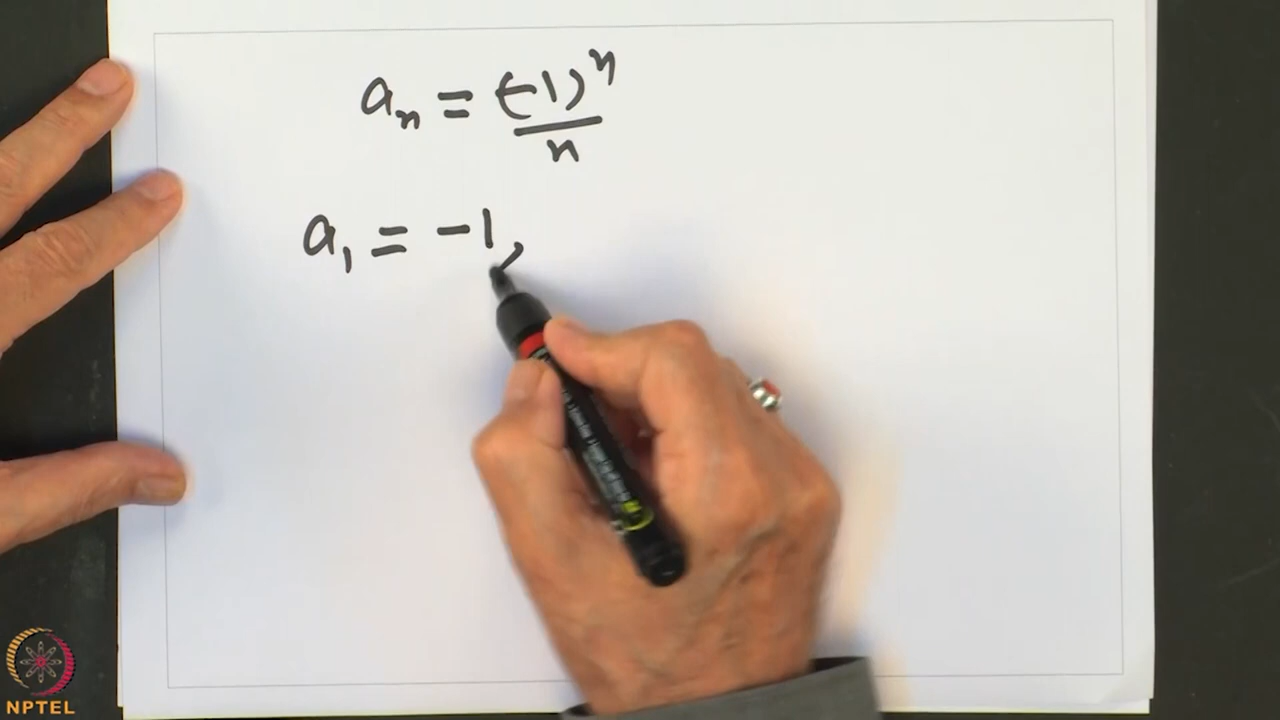 aₙ = (-1)ⁿ / n
a₁ = -1,
NPTEL